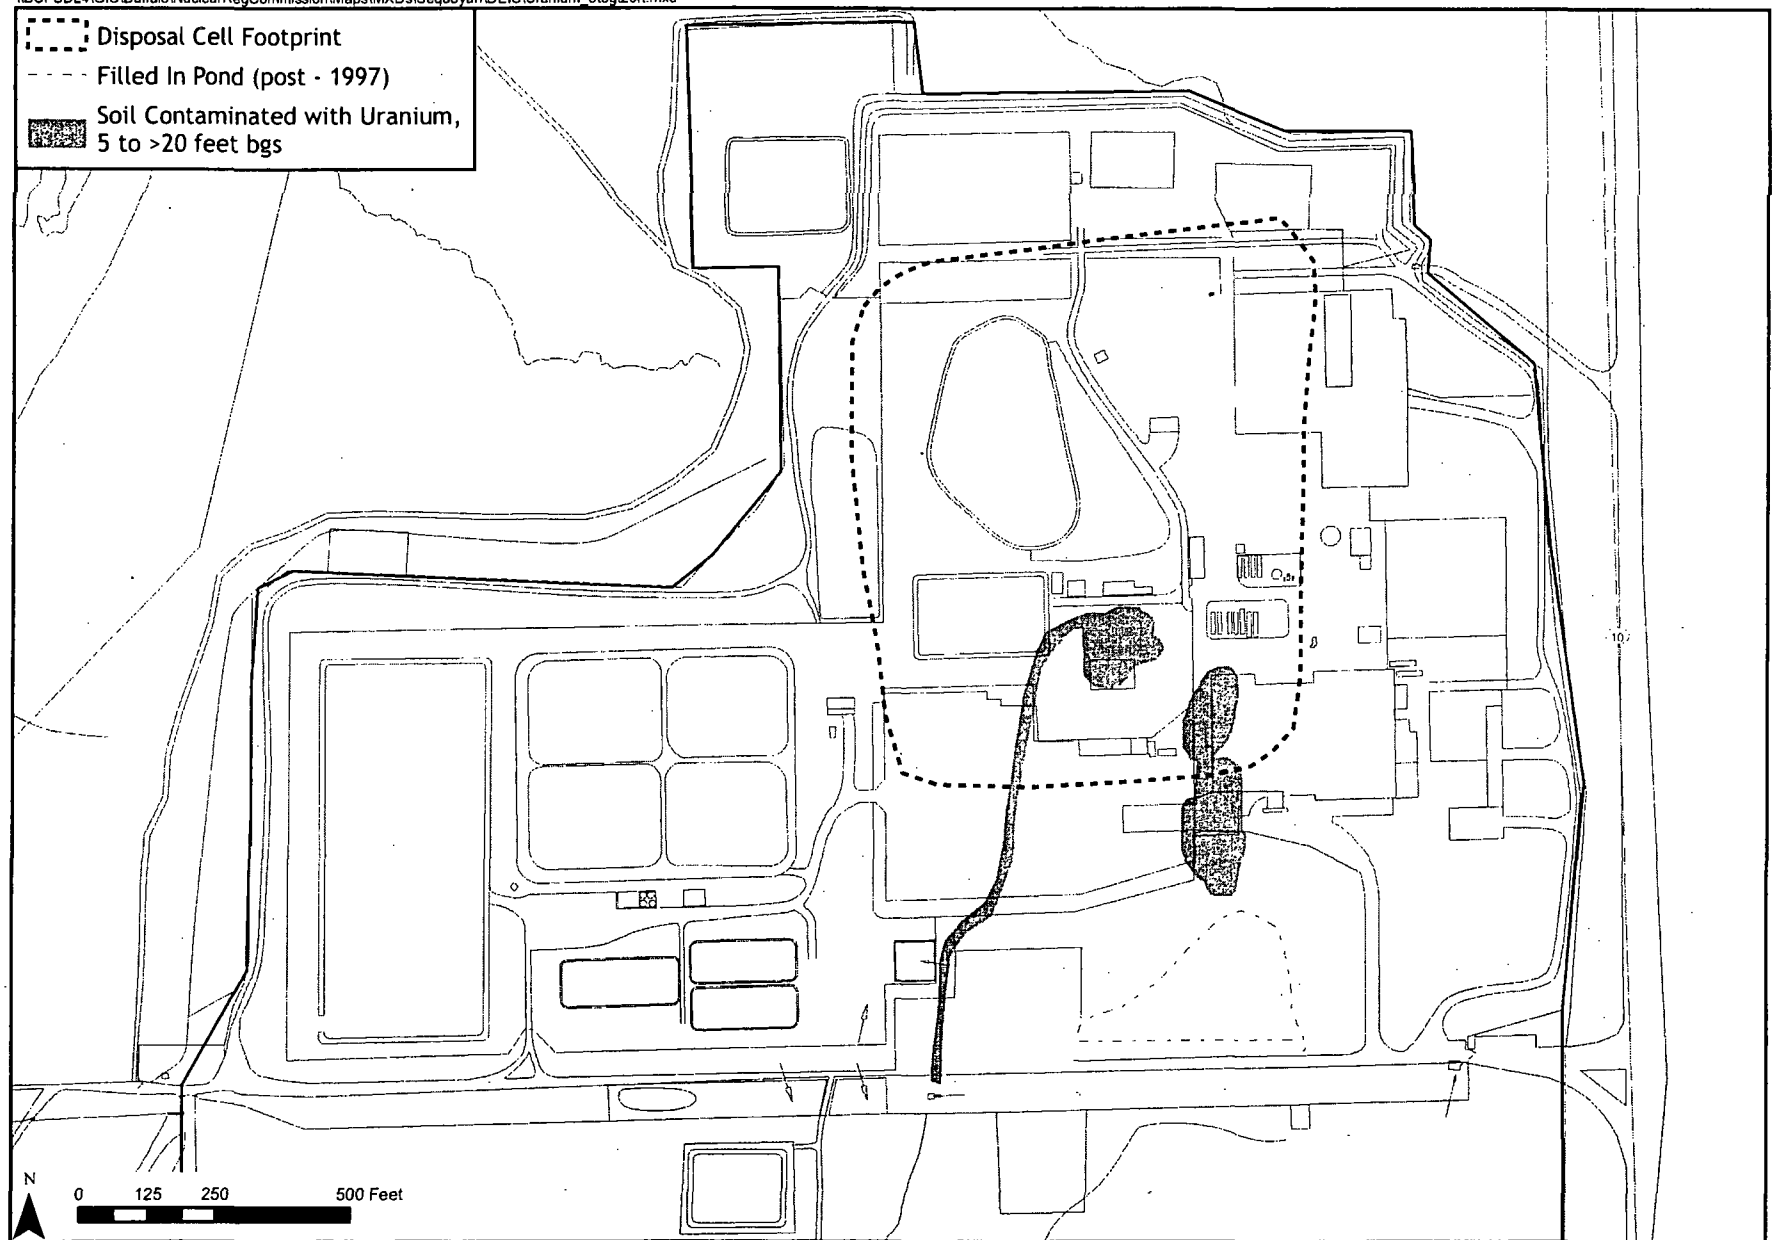 Disposal Cell Footprint
Filled In Pond (post - 1997)
Soil Contaminated with Uranium,
5 to >20 feet bgs
10
N
0 125 250 500 Feet